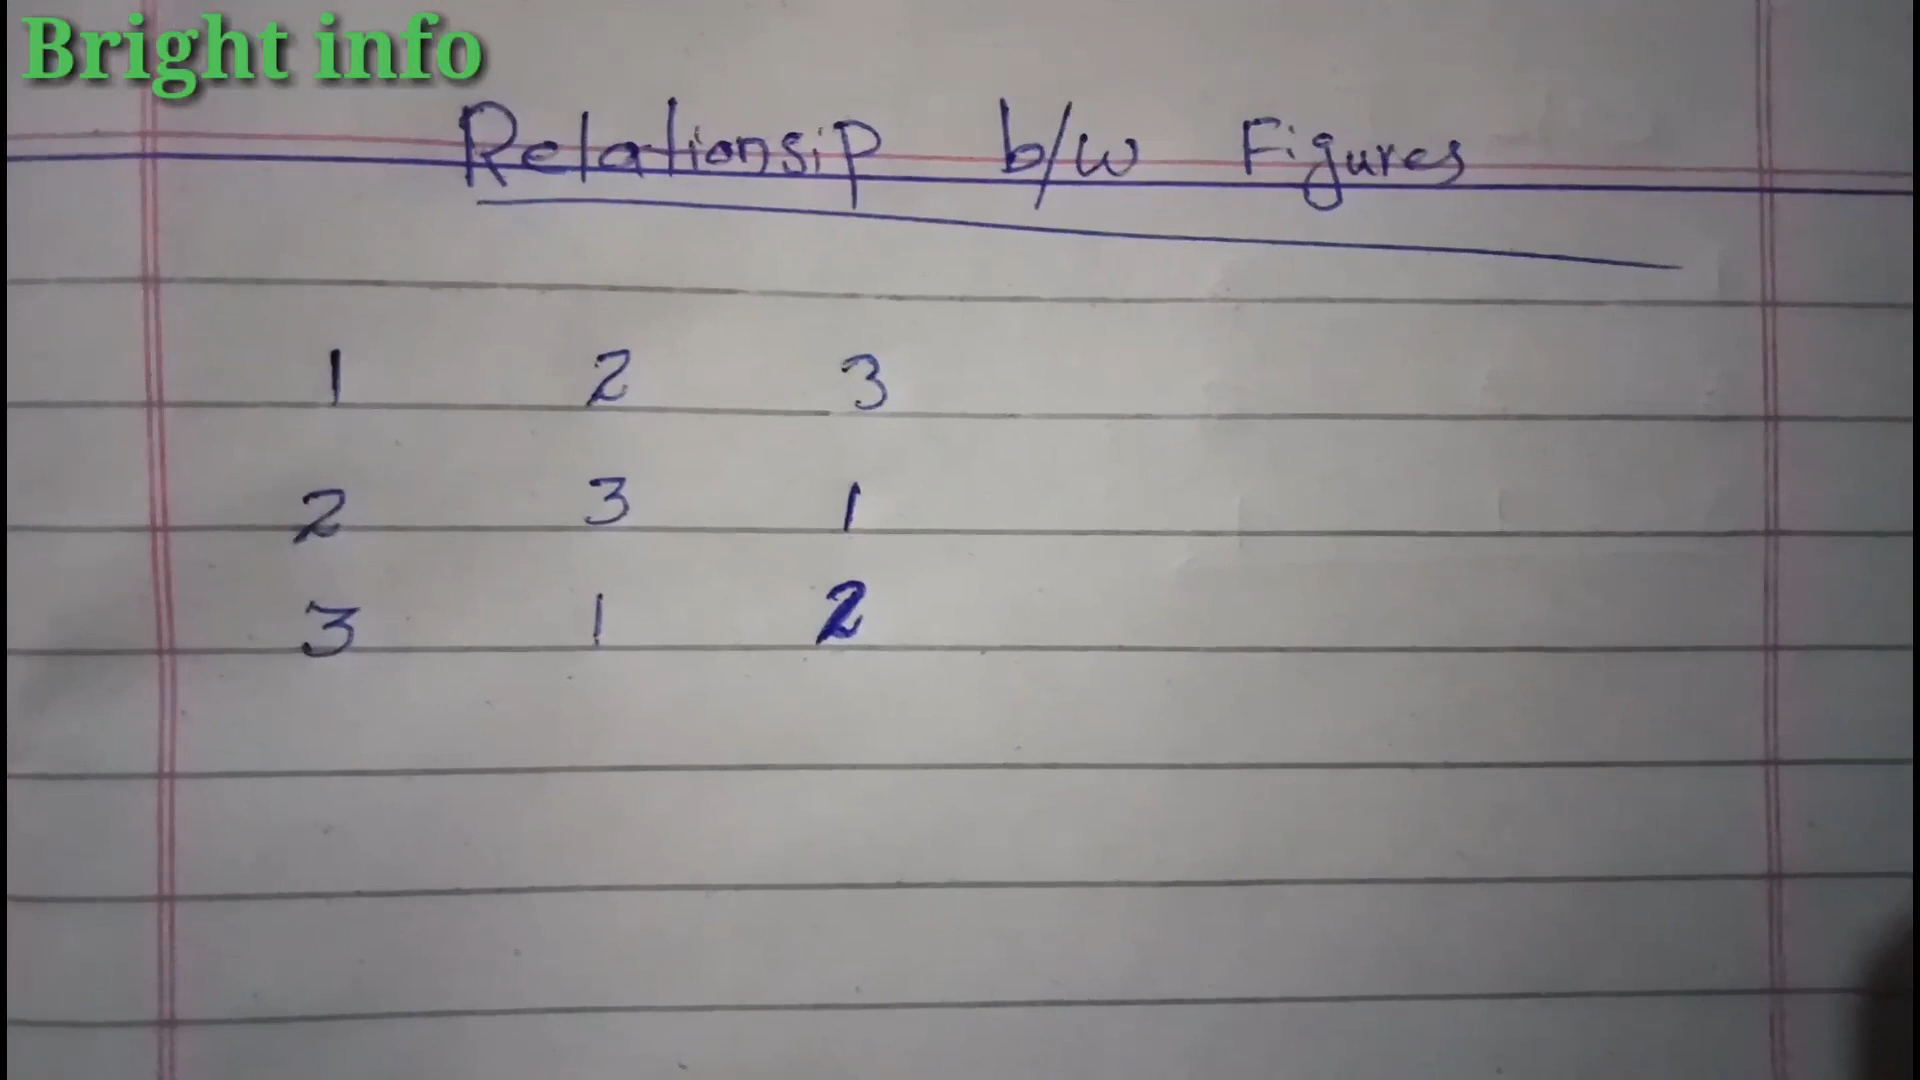 Bright info
Relationsip b/w Figures
1 2 3
2 3 1
3 1 2